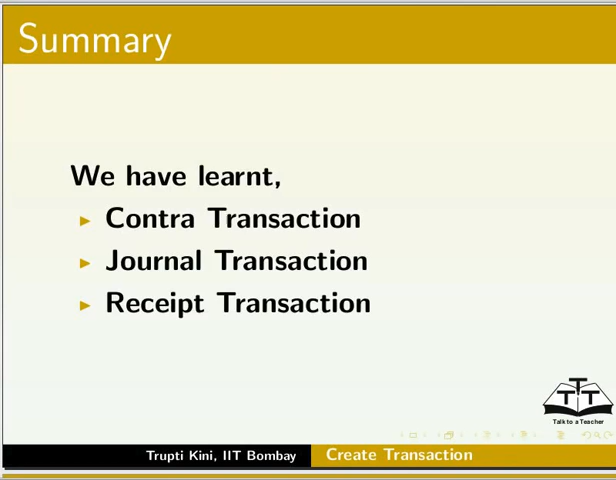 Summary
We have learnt,
Contra Transaction
Journal Transaction
Receipt Transaction
TTT
Talk to a Teacher
Trupti Kini, IIT Bombay
Create Transaction